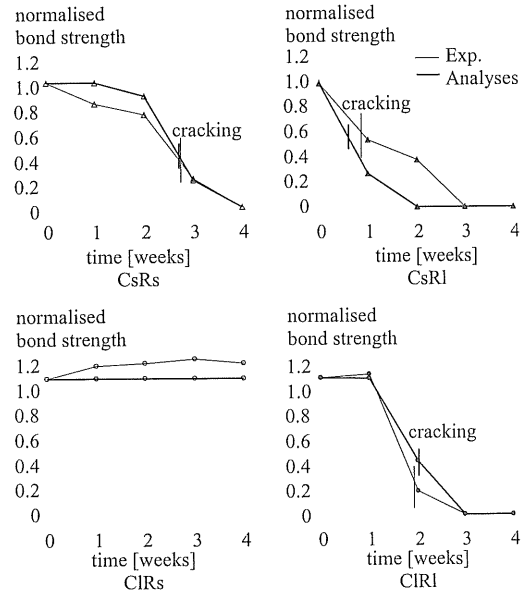 normalised
bond strength
1.2
1.0
0.8
0.6
0.4
0.2
0
cracking
0 1 2 3 4
time [weeks]
CsRs
normalised
bond strength
1.2
1.0
0.8
0.6
0.4
0.2
0
Exp.
Analyses
cracking
0 1 2 3 4
time [weeks]
CsRl
normalised
bond strength
1.2
1.0
0.8
0.6
0.4
0.2
0
0 1 2 3 4
time [weeks]
ClRs
normalised
bond strength
1.2
1.0
0.8
0.6
0.4
0.2
0
cracking
0 1 2 3 4
time [weeks]
ClRl